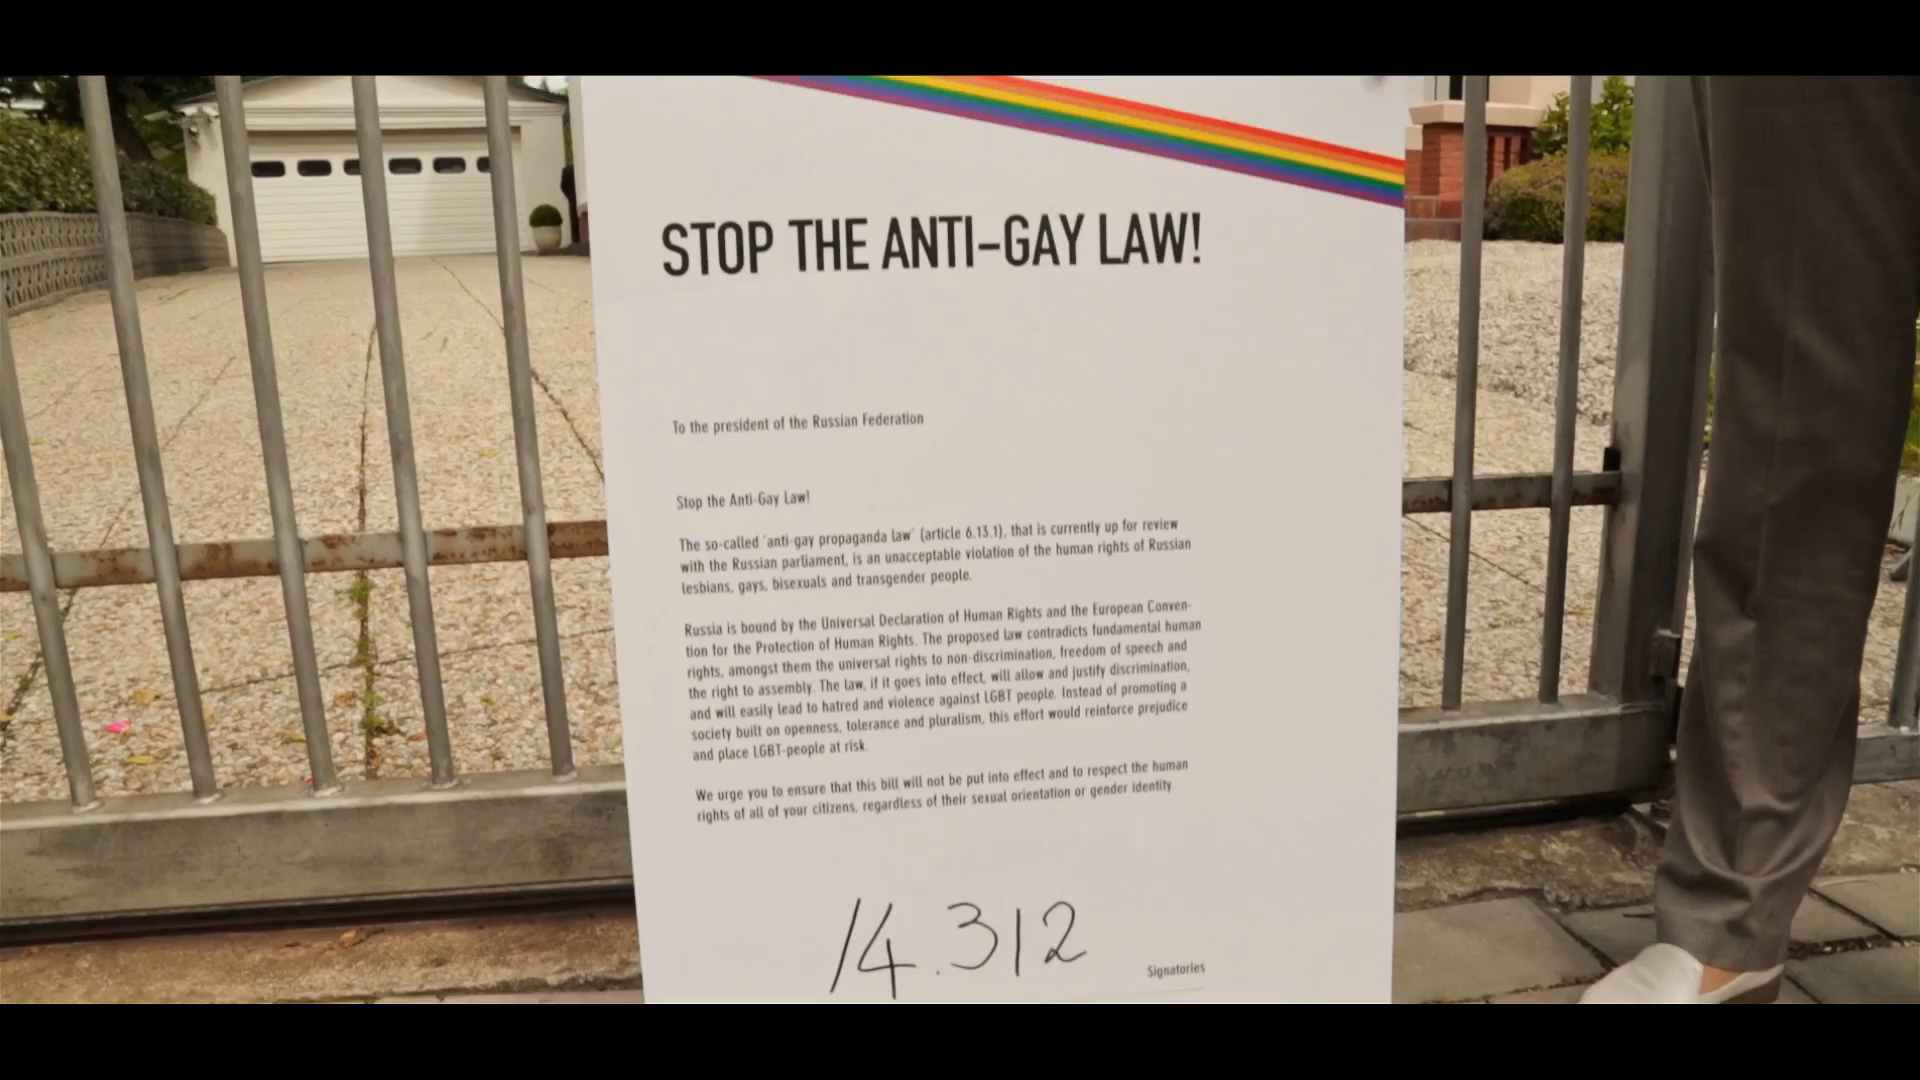 STOP THE ANTI-GAY LAW!
To the president of the Russian Federation
Stop the Anti-Gay Law!
The so-called 'anti-gay propaganda law' (article 6.13.1), that is currently up for review
with the Russian parliament, is an unacceptable violation of the human rights of Russian
lesbians, gays, bisexuals and transgender people.
Russia is bound by the Universal Declaration of Human Rights and the European Conven-
tion for the Protection of Human Rights. The proposed law contradicts fundamental human
rights, amongst them the universal rights to non-discrimination, freedom of speech and
the right to assembly. The law, if it goes into effect, will allow and justify discrimination,
and will easily lead to hatred and violence against LGBT people. Instead of promoting a
society built on openness, tolerance and pluralism, this effort would reinforce prejudice
and place LGBT-people at risk.
We urge you to ensure that this bill will not be put into effect and to respect the human
rights of all of your citizens, regardless of their sexual orientation or gender identity.
14.312
Signatories